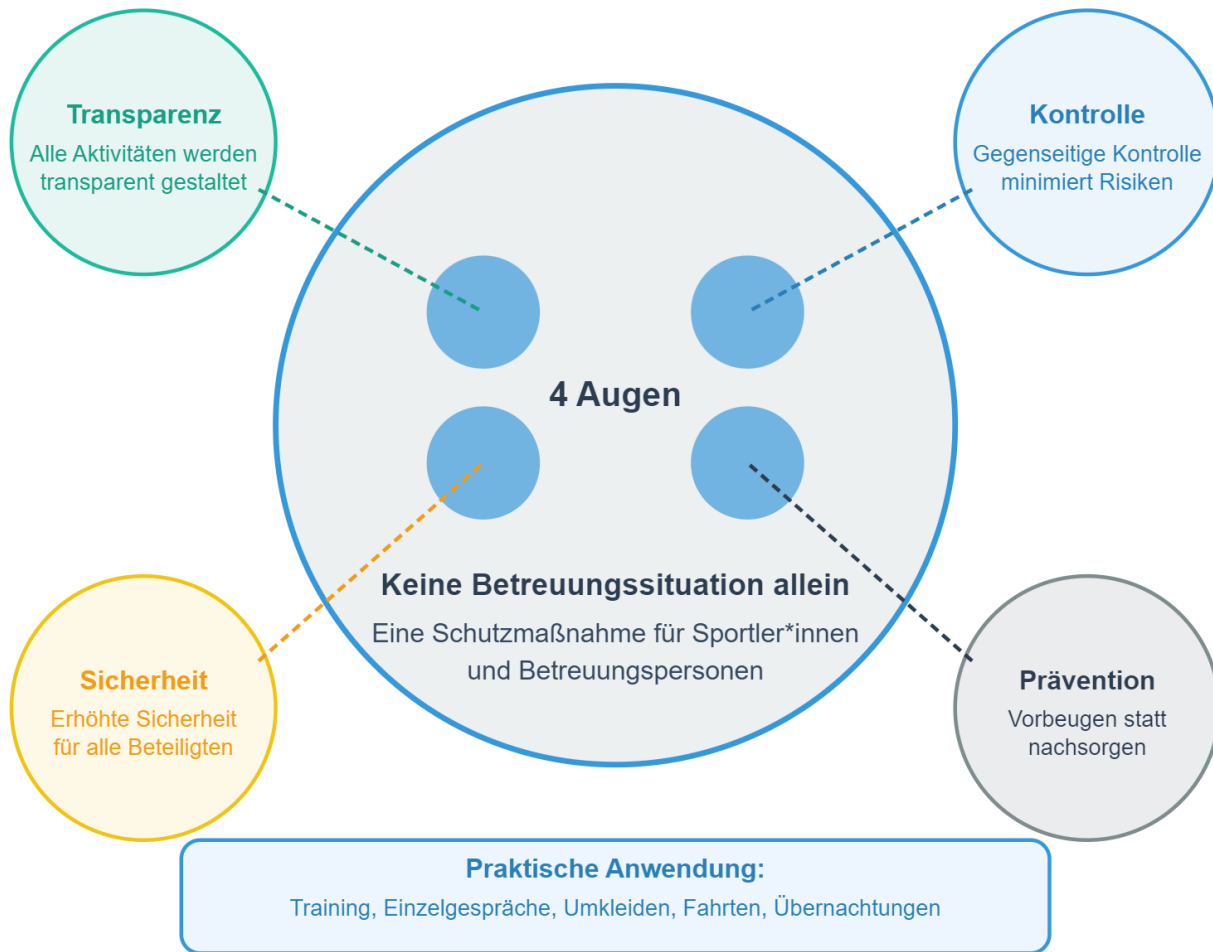 Transparenz
Alle Aktivitäten werden
transparent gestaltet
Kontrolle
Gegenseitige Kontrolle
minimiert Risiken
4 Augen
Keine Betreuungssituation allein
Eine Schutzmaßnahme für Sportler*innen
und Betreuungspersonen
Sicherheit
Erhöhte Sicherheit
für alle Beteiligten
Prävention
Vorbeugen statt
nachsorgen
Praktische Anwendung:
Training, Einzelgespräche, Umkleiden, Fahrten, Übernachtungen